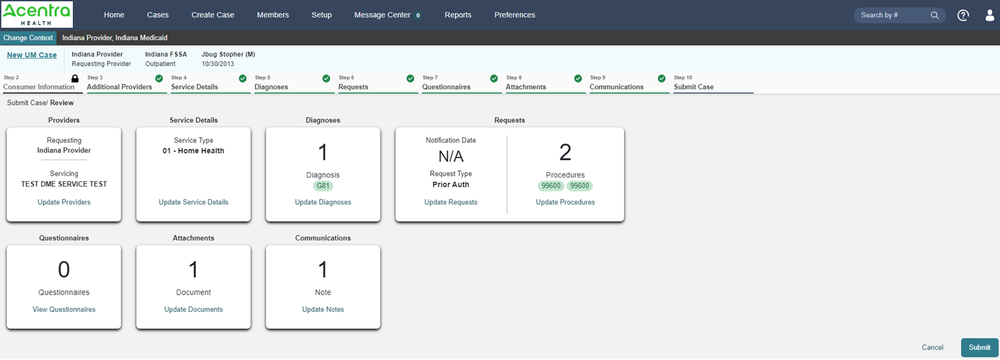 Acentra
HEALTH
Home Cases Create Case Members Setup Message Center 0 Reports Preferences Search by #
Change Context Indiana Provider, Indiana Medicaid
New UM Case
Indiana Provider Indiana FSSA Jbug Stopher (M)
Requesting Provider Outpatient 10/30/2013
Step 2 Step 3 Step 4 Step 5 Step 6 Step 7 Step 8 Step 9 Step 10
Consumer Information Additional Providers Service Details Diagnoses Requests Questionnaires Attachments Communications Submit Case
Submit Case/ Review
Providers
Requesting
Indiana Provider
Servicing
TEST DME SERVICE TEST
Update Providers
Service Details
Service Type
01 - Home Health
Update Service Details
Diagnoses
1
Diagnosis
G81
Update Diagnoses
Requests
Notification Date
N/A
Request Type
Prior Auth
Update Requests
2
Procedures
99600 99600
Update Procedures
Questionnaires
0
Questionnaires
View Questionnaires
Attachments
1
Document
Update Documents
Communications
1
Note
Update Notes
Cancel Submit